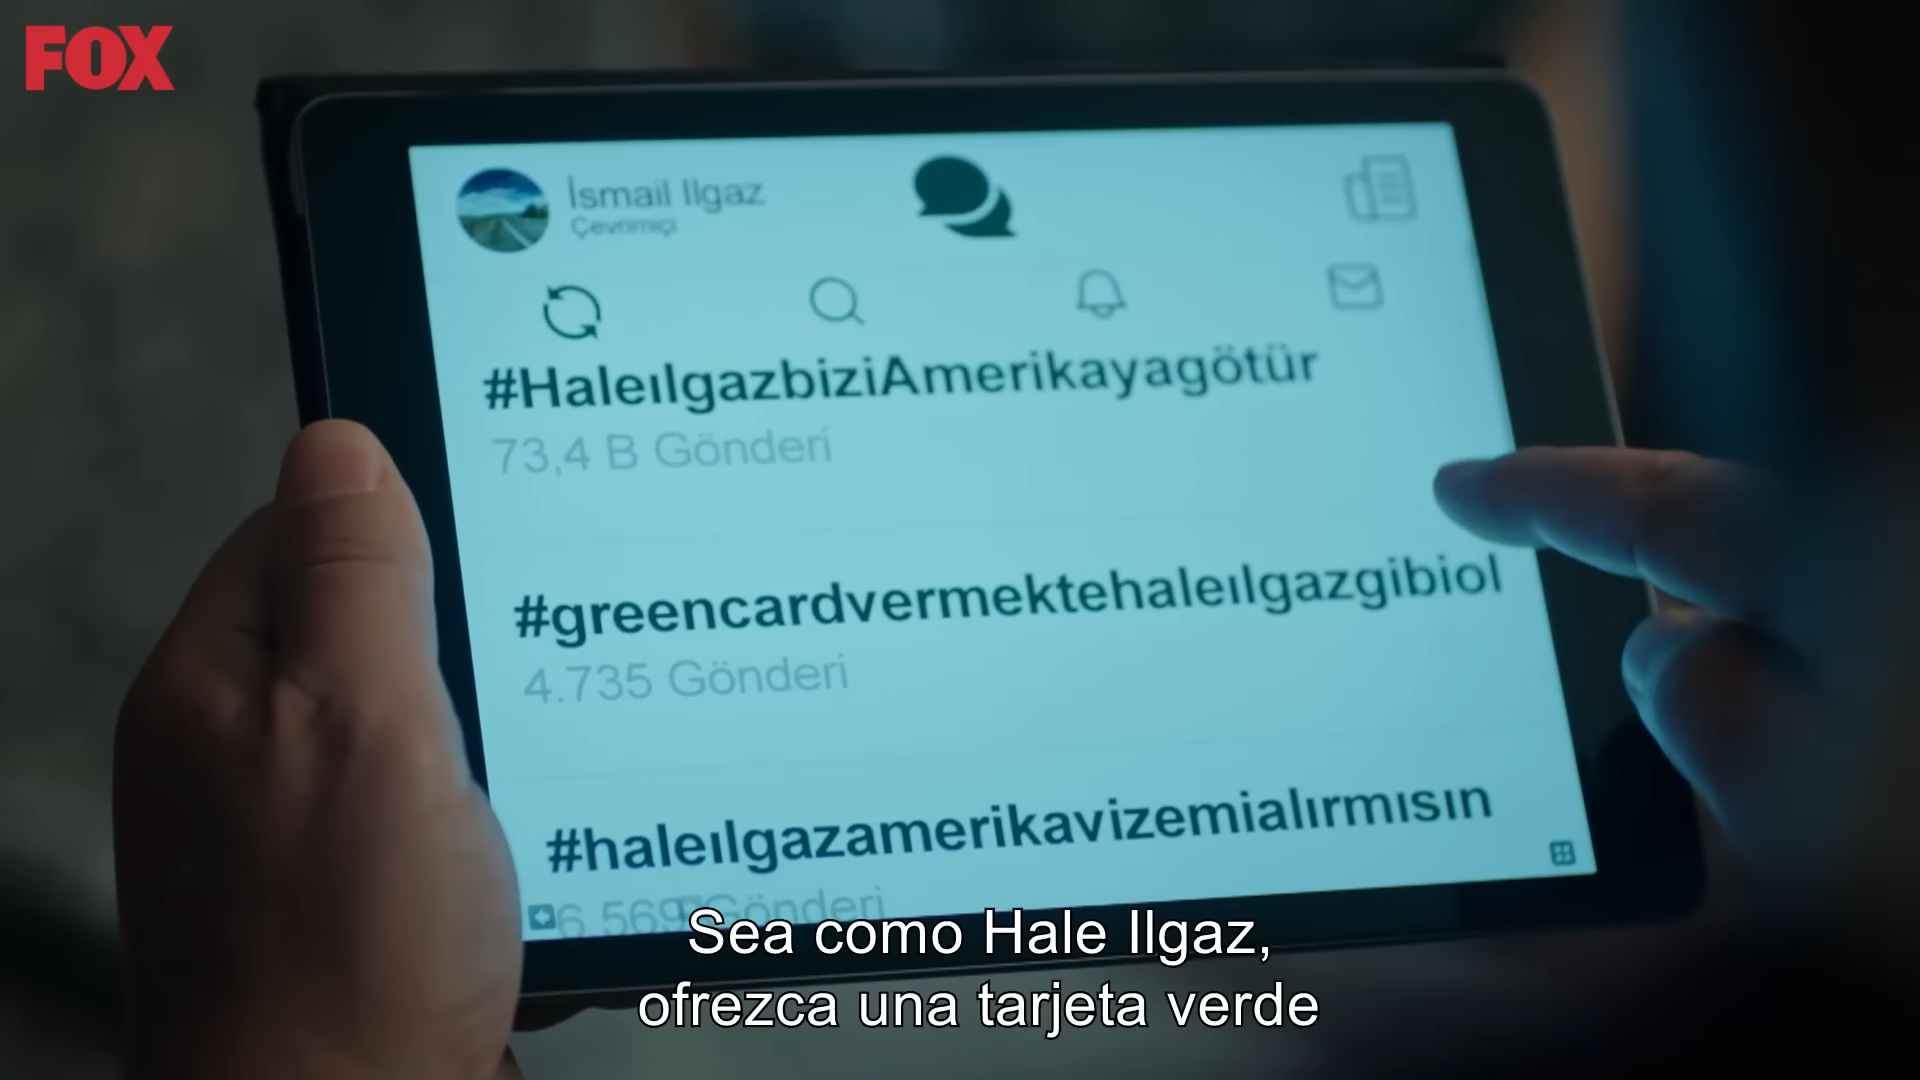 FOX
İsmail Ilgaz
Çevrimiçi
#HaleılgazbiziAmerikayagötür
73,4 B Gönderi
#greencardvermektehaleılgazgibiol
4.735 Gönderi
#haleılgazamerikavizemialırmısın
Gönderi
Sea como Hale Ilgaz,
ofrezca una tarjeta verde